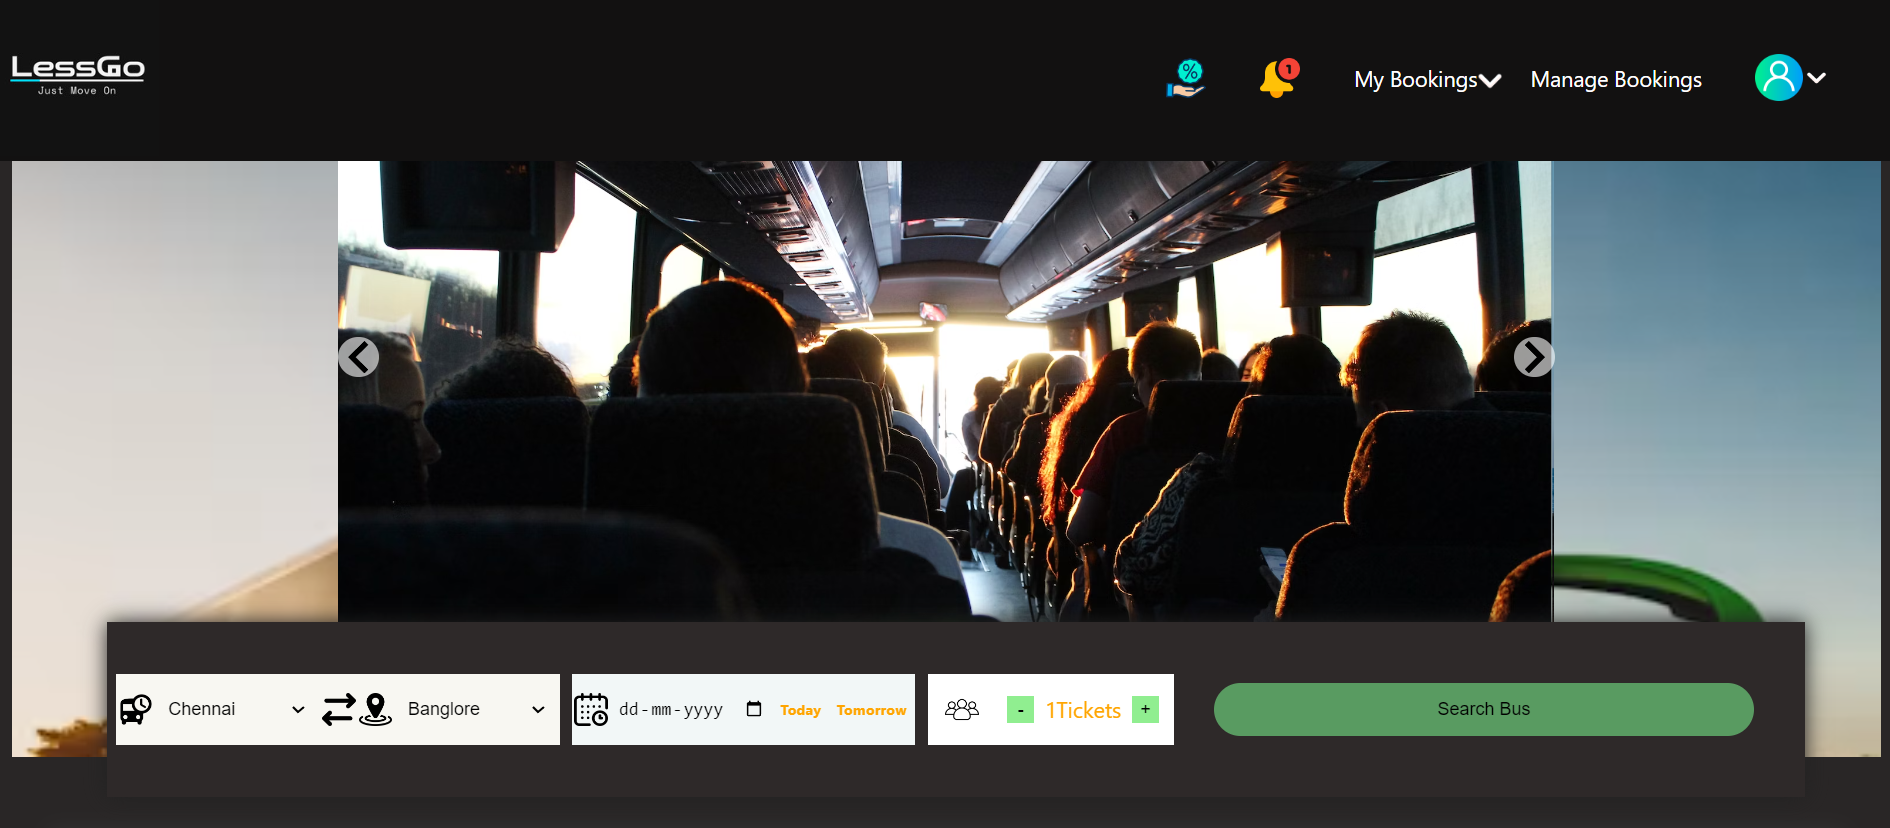 LessGo
Just Move On
%
1
My Bookings
Manage Bookings
Chennai
Banglore
dd-mm-yyyy
Today
Tomorrow
-
1Tickets
+
Search Bus